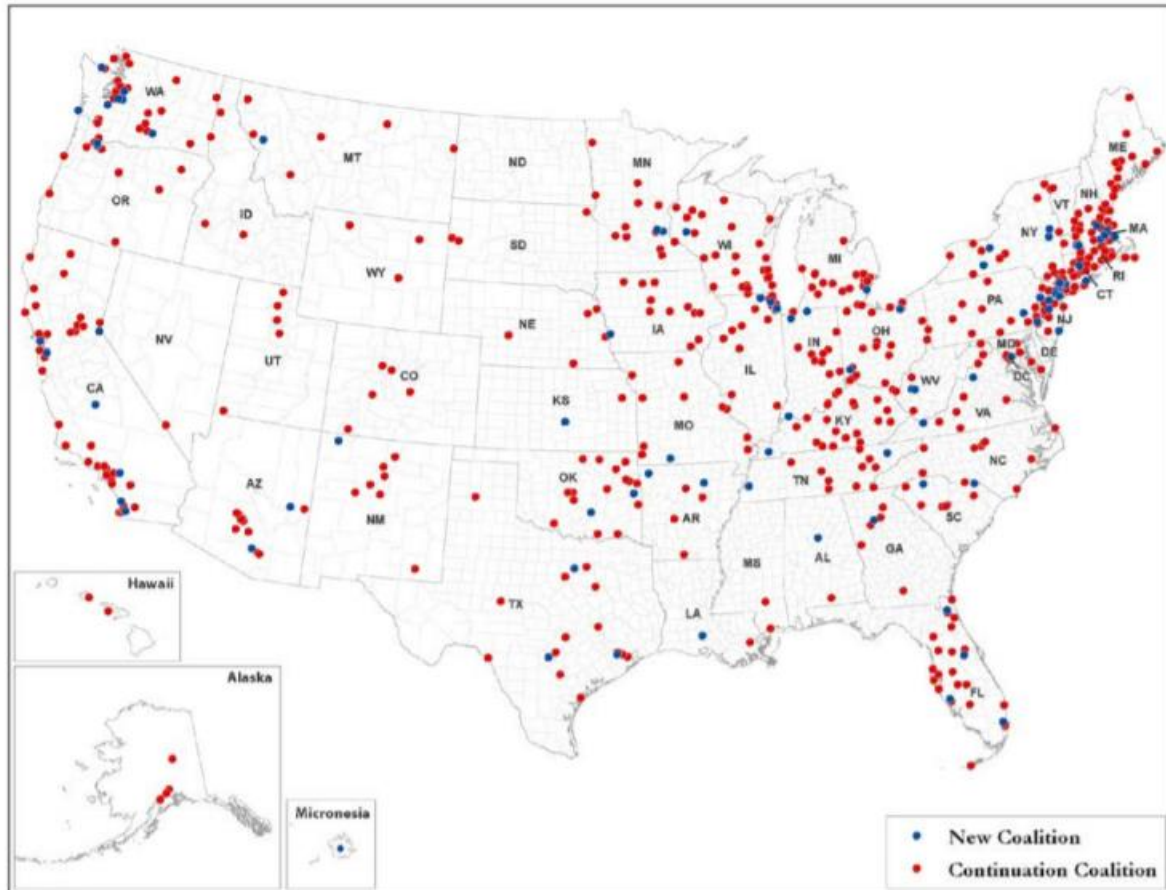 WA
MT
ND
MN
ME
VT
NH
OR
ID
SD
WI
MI
NY
MA
RI
CT
WY
NE
IA
PA
NJ
NV
UT
CO
IL
IN
OH
MD
DE
DC
WV
CA
KS
MO
KY
VA
AZ
NM
OK
AR
TN
NC
SC
MS
AL
GA
TX
LA
FL
Hawaii
Alaska
Micronesia
New Coalition
Continuation Coalition